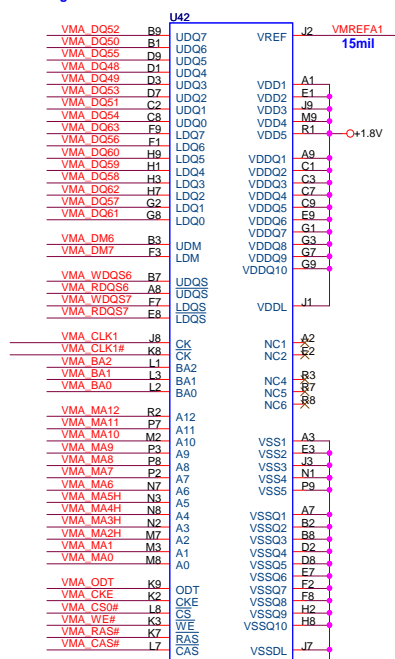 U42
VMA_DQ52 B9 UDQ7
VMA_DQ50 B1 UDQ6
VMA_DQ55 D9 UDQ5
VMA_DQ48 D1 UDQ4
VMA_DQ49 D3 UDQ3
VMA_DQ53 D7 UDQ2
VMA_DQ51 C2 UDQ1
VMA_DQ54 C8 UDQ0
VMA_DQ63 F9 LDQ7
VMA_DQ56 F1 LDQ6
VMA_DQ60 H9 LDQ5
VMA_DQ59 H1 LDQ4
VMA_DQ58 H3 LDQ3
VMA_DQ62 H7 LDQ2
VMA_DQ57 G2 LDQ1
VMA_DQ61 G8 LDQ0
VMA_DM6 B3 UDM
VMA_DM7 F3 LDM
VMA_WDQS6 B7 UDQS
VMA_RDQS6 A8 UDQS
VMA_WDQS7 F7 LDQS
VMA_RDQS7 E8 LDQS
VMA_CLK1 J8 CK
VMA_CLK1# K8 CK
VMA_BA2 L1 BA2
VMA_BA1 L3 BA1
VMA_BA0 L2 BA0
VMA_MA12 R2 A12
VMA_MA11 P7 A11
VMA_MA10 M2 A10
VMA_MA9 P3 A9
VMA_MA8 P8 A8
VMA_MA7 P2 A7
VMA_MA6 N7 A6
VMA_MA5H N3 A5
VMA_MA4H N8 A4
VMA_MA3H N2 A3
VMA_MA2H M7 A2
VMA_MA1 M3 A1
VMA_MA0 M8 A0
VMA_ODT K9 ODT
VMA_CKE K2 CKE
VMA_CS0# L8 CS
VMA_WE# K3 WE
VMA_RAS# K7 RAS
VMA_CAS# L7 CAS
VREF J2 VMREFA1
15mil
VDD1 A1
VDD2 E1
VDD3 J9
VDD4 M9
VDD5 R1 +1.8V
VDDQ1 A9
VDDQ2 C1
VDDQ3 C3
VDDQ4 C7
VDDQ5 C9
VDDQ6 E9
VDDQ7 G1
VDDQ8 G3
VDDQ9 G7
VDDQ10 G9
VDDL J1
NC1 A2
NC2 E2
NC4 R3
NC5 R7
NC6 R8
VSS1 A3
VSS2 E3
VSS3 J3
VSS4 N1
VSS5 P9
VSSQ1 A7
VSSQ2 B2
VSSQ3 B8
VSSQ4 D2
VSSQ5 D8
VSSQ6 E7
VSSQ7 F2
VSSQ8 F8
VSSQ9 H2
VSSQ10 H8
VSSDL J7